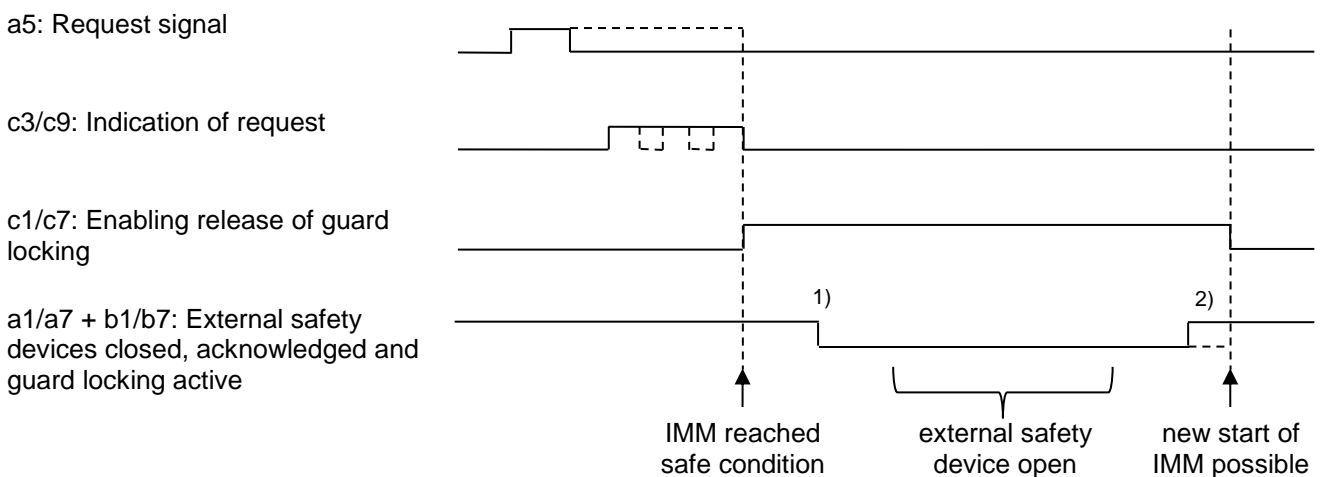 a5: Request signal
c3/c9: Indication of request
c1/c7: Enabling release of guard
locking
a1/a7 + b1/b7: External safety
devices closed, acknowledged and
guard locking active
1)
2)
IMM reached
safe condition
external safety
device open
new start of
IMM possible